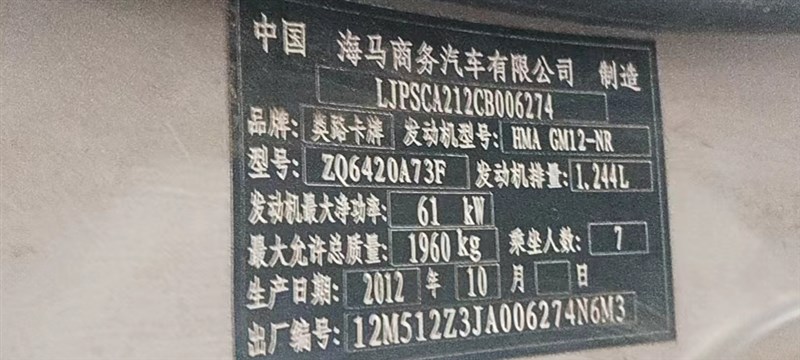 中国 海马商务汽车有限公司 制造
LJPSCA212CB006274
品牌: 类路卡牌 发动机型号: HMA GM12-NR
型号: ZQ6420A73F 发动机排量: 1.244L
发动机最大净功率: 61 kW
最大允许总质量: 1960 kg 乘坐人数: 7
生产日期: 2012 年 10 月 日
出厂编号: 12M512Z3JA006274N6M3